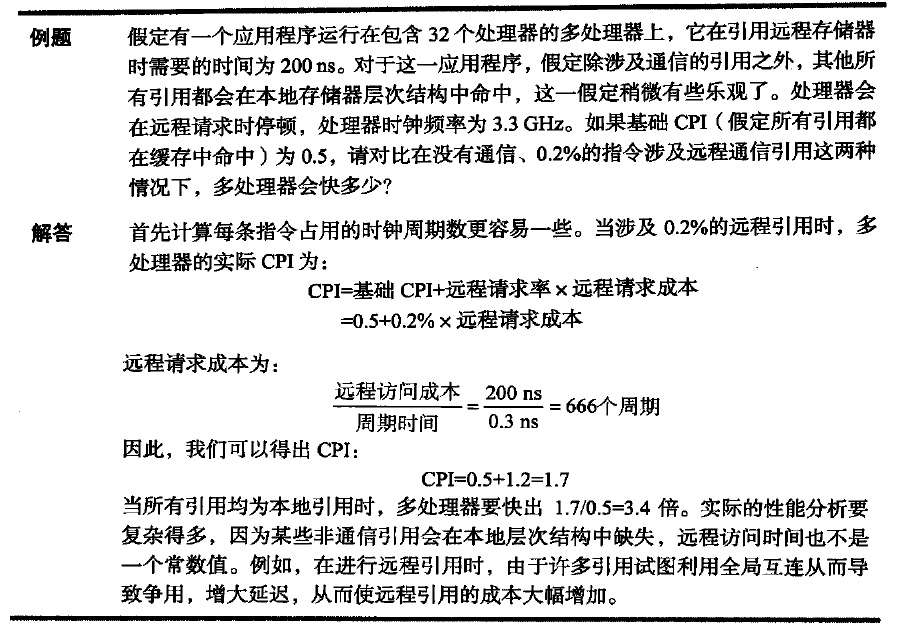 例题 假定有一个应用程序运行在包含 32 个处理器的多处理器上，它在引用远程存储器
时需要的时间为 200 ns。对于这一应用程序，假定除涉及通信的引用之外，其他所
有引用都会在本地存储器层次结构中命中，这一假定稍微有些乐观了。处理器会
在远程请求时停顿，处理器时钟频率为 3.3 GHz。如果基础 CPI（假定所有引用都
在缓存中命中）为 0.5，请对比在没有通信、0.2%的指令涉及远程通信引用这两种
情况下，多处理器会快多少？
解答 首先计算每条指令占用的时钟周期数更容易一些。当涉及 0.2%的远程引用时，多
处理器的实际 CPI 为：
CPI=基础 CPI+远程请求率×远程请求成本
=0.5+0.2%×远程请求成本
远程请求成本为：
远程访问成本/周期时间 = 200 ns/0.3 ns = 666个周期
因此，我们可以得出 CPI：
CPI=0.5+1.2=1.7
当所有引用均为本地引用时，多处理器要快出 1.7/0.5=3.4 倍。实际的性能分析要
复杂得多，因为某些非通信引用会在本地层次结构中缺失，远程访问时间也不是
一个常数值。例如，在进行远程引用时，由于许多引用试图利用全局互连从而导
致争用，增大延迟，从而使远程引用的成本大幅增加。